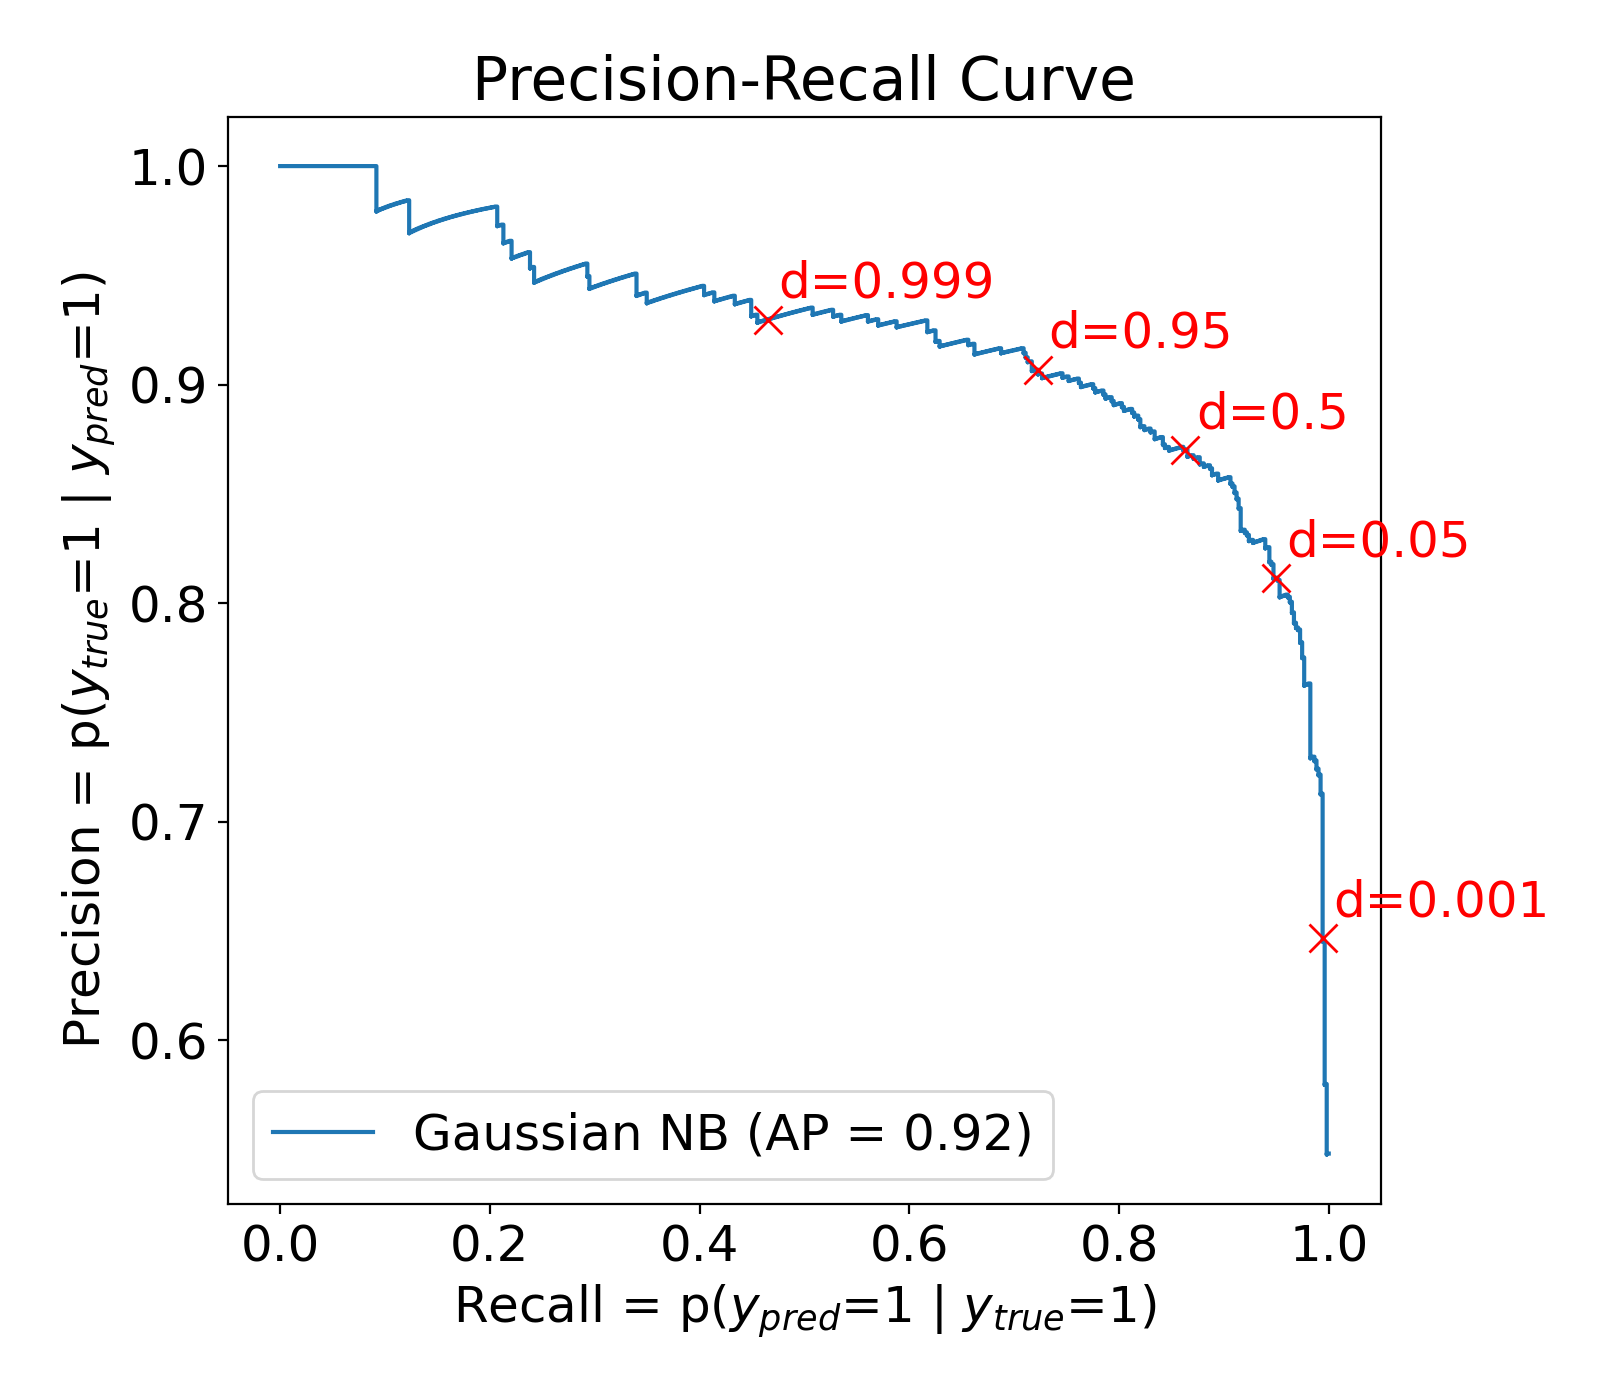 Precision-Recall Curve
Precision = p(y_true=1 | y_pred=1)
1.0
0.9
0.8
0.7
0.6
d=0.999
d=0.95
d=0.5
d=0.05
d=0.001
Gaussian NB (AP = 0.92)
0.0 0.2 0.4 0.6 0.8 1.0
Recall = p(y_pred=1 | y_true=1)